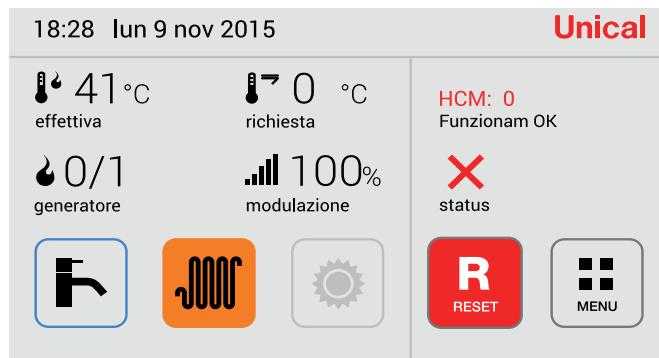 18:28 lun 9 nov 2015 Unical
41°C 0 °C
effettiva richiesta
HCM: 0
Funzionam OK
0/1 100%
generatore modulazione status
R
RESET
MENU